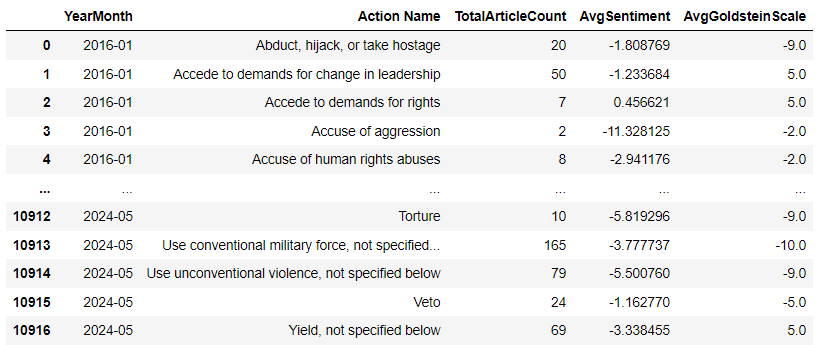 YearMonth Action Name TotalArticleCount AvgSentiment AvgGoldsteinScale
0 2016-01 Abduct, hijack, or take hostage 20 -1.808769 -9.0
1 2016-01 Accede to demands for change in leadership 50 -1.233684 5.0
2 2016-01 Accede to demands for rights 7 0.456621 5.0
3 2016-01 Accuse of aggression 2 -11.328125 -2.0
4 2016-01 Accuse of human rights abuses 8 -2.941176 -2.0
... ... ... ... ... ...
10912 2024-05 Torture 10 -5.819296 -9.0
10913 2024-05 Use conventional military force, not specified... 165 -3.777737 -10.0
10914 2024-05 Use unconventional violence, not specified below 79 -5.500760 -9.0
10915 2024-05 Veto 24 -1.162770 -5.0
10916 2024-05 Yield, not specified below 69 -3.338455 5.0